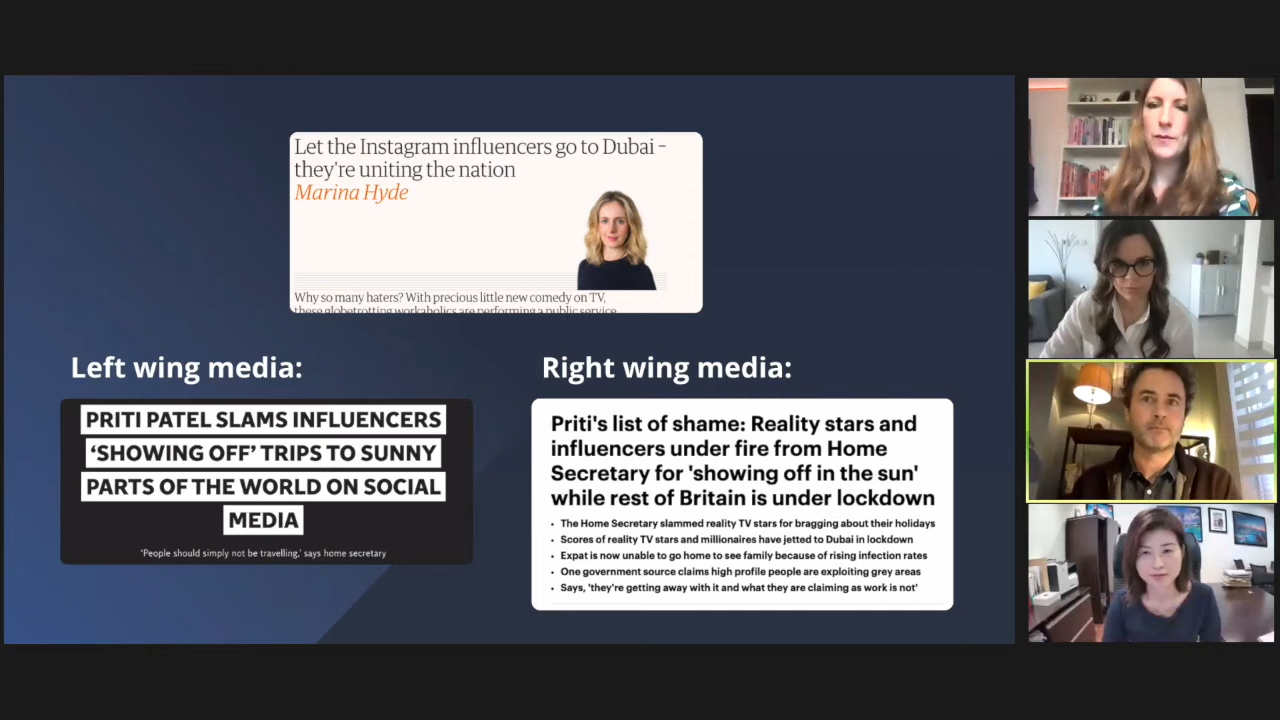 Let the Instagram influencers go to Dubai –
they're uniting the nation
Marina Hyde
Why so many haters? With precious little new comedy on TV,
these globetrotting workaholics are performing a public service
Left wing media:
PRITI PATEL SLAMS INFLUENCERS
‘SHOWING OFF’ TRIPS TO SUNNY
PARTS OF THE WORLD ON SOCIAL
MEDIA
'People should simply not be travelling,' says home secretary
Right wing media:
Priti's list of shame: Reality stars and
influencers under fire from Home
Secretary for 'showing off in the sun'
while rest of Britain is under lockdown
• The Home Secretary slammed reality TV stars for bragging about their holidays
• Scores of reality TV stars and millionaires have jetted to Dubai in lockdown
• Expat is now unable to go home to see family because of rising infection rates
• One government source claims high profile people are exploiting grey areas
• Says, 'they're getting away with it and what they are claiming as work is not'